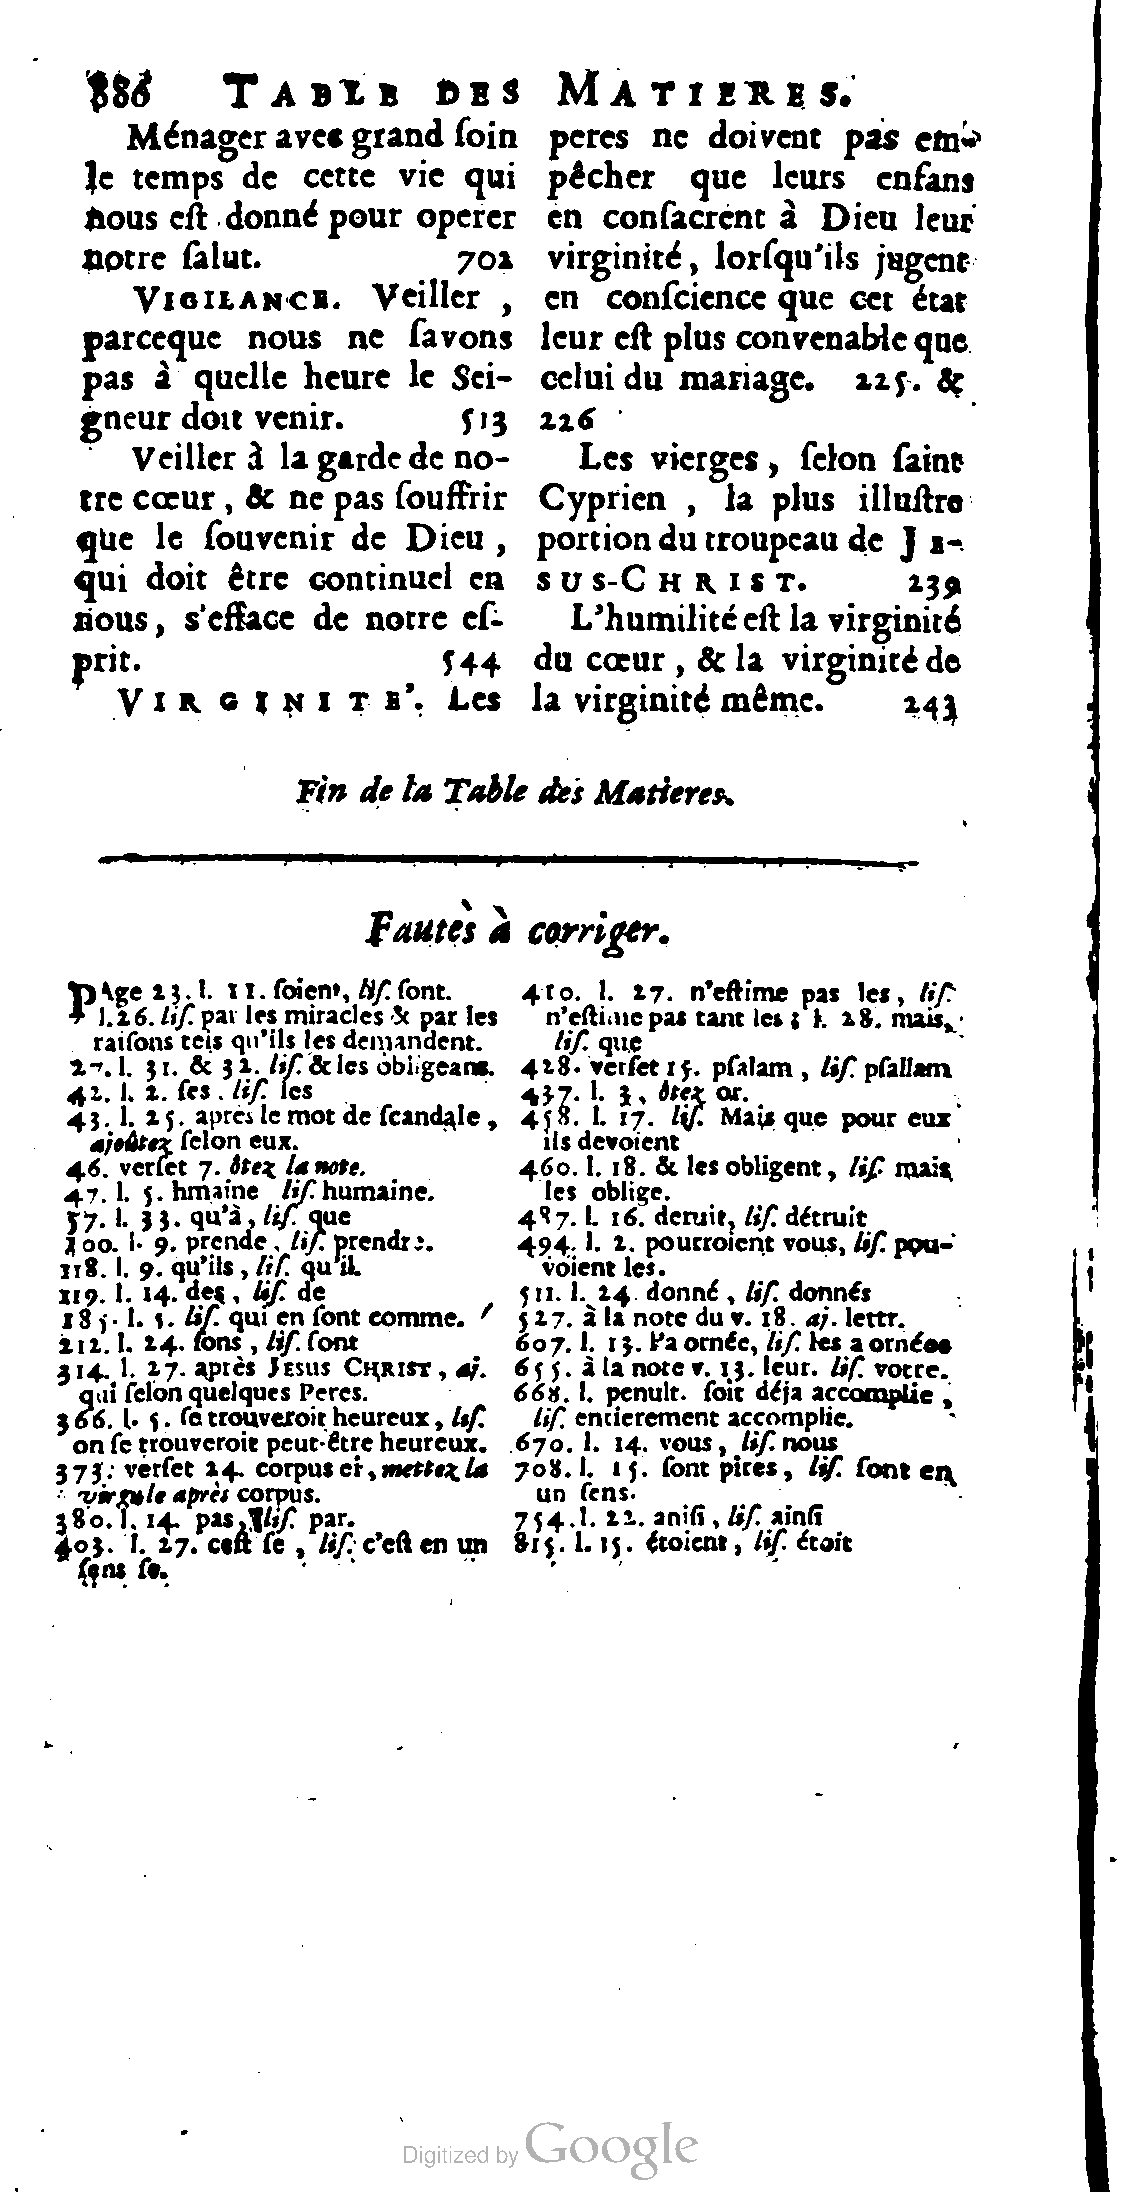 886 TABLE DES MATIERES.
Ménager avec grand ſoin
le temps de cette vie qui
nous eſt donné pour operer
notre ſalut. 702
VIGILANCE. Veiller ,
parceque nous ne ſavons
pas à quelle heure le Sei-
gneur doit venir. 513
Veiller à la garde de no-
tre cœur , & ne pas ſouffrir
que le ſouvenir de Dieu ,
qui doit être continuel en
nous, s'efface de notre eſ-
prit. 544
VIRGINITE'. Les
peres ne doivent pas em-
pêcher que leurs enfans
en conſacrent à Dieu leur
virginité, lorſqu'ils jugent
en conſcience que cet état
leur eſt plus convenable que
celui du mariage. 225. &
226
Les vierges, ſelon ſaint
Cyprien , la plus illuſtre
portion du troupeau de JE-
SUS-CHRIST. 239
L'humilité eſt la virginité
du cœur, & la virginité de
la virginité même. 243
Fin de la Table des Matieres.
Fautes à corriger.
PAge 23. l. 11. ſoient, liſ. ſont.
l. 26. liſ. par les miracles & par les
raiſons tels qu'ils les demandent.
27. l. 31. & 32. liſ. & les obligeans.
42. l. 2. ſes. liſ. les
43. l. 25. après le mot de ſcandale,
ajoûtez ſelon eux.
46. verſet 7. ôtez la note.
47. l. 5. hmaine liſ. humaine.
57. l. 33. qu'à, liſ. que
100. l. 9. prende, liſ. prendre.
118. l. 9. qu'ils, liſ. qu'il.
119. l. 14. des, liſ. de
185. l. 5. liſ. qui en ſont comme.
212. l. 24. ſons, liſ. ſont
314. l. 27. après JESUS CHRIST, aj.
qui ſelon quelques Peres.
366. l. 5. ſe trouveroit heureux, liſ.
on ſe trouveroit peut-être heureux.
373. verſet 24. corpus et, mettez la
virgule après corpus.
380. l. 14. pas, liſ. par.
403. l. 27. ceſt ſe, liſ. c'eſt en un
ſens ſe.
410. l. 27. n'eſtime pas les, liſ.
n'eſtime pas tant les ; l. 28. mais,
liſ. que
428. verſet 15. pſalam, liſ. pſallam
437. l. 3, ôtez or.
458. l. 17. liſ. Mais que pour eux
ils devoient
460. l. 18. & les obligent, liſ. mais
les oblige.
487. l. 16. deruit, liſ. détruit
494. l. 2. pourroient vous, liſ. pou-
voient les.
511. l. 24. donné, liſ. donnés
527. à la note du v. 18. aj. lettr.
607. l. 13. l'a ornée, liſ. les a ornées
655. à la note v. 13. leur. liſ. votre.
668. l. penult. ſoit déja accomplie,
liſ. entierement accomplie.
670. l. 14. vous, liſ. nous
708. l. 15. ſont pires, liſ. ſont en
un ſens.
754. l. 22. aniſi, liſ. ainſi
815. l. 15. étoient, liſ. étoit
Digitized by Google